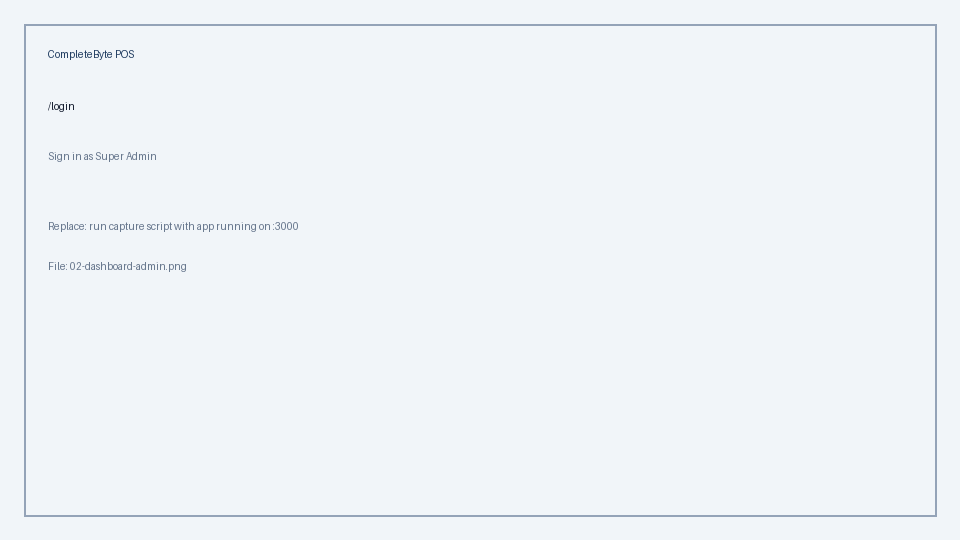 CompleteByte POS
/login
Sign in as Super Admin
Replace: run capture script with app running on :3000
File: 02-dashboard-admin.png